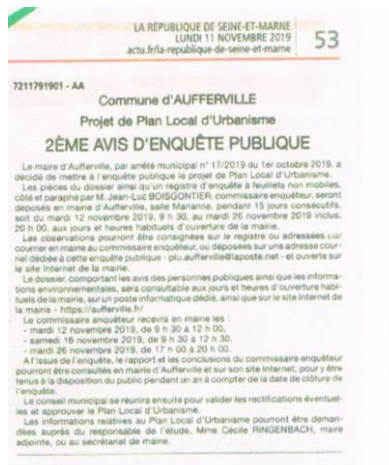 LA RÉPUBLIQUE DE SEINE-ET-MARNE
LUNDI 11 NOVEMBRE 2019
actu.fr/la-republique-de-seine-et-marne
53
7211791901 - AA
Commune d'AUFFERVILLE
Projet de Plan Local d'Urbanisme
2ÈME AVIS D'ENQUÊTE PUBLIQUE
Le maire d'Aufferville, par arrêté municipal n° 17/2019 du 1er octobre 2019, a
décidé de mettre à l'enquête publique le projet de Plan Local d'Urbanisme.
Les pièces du dossier ainsi qu'un registre d'enquête à feuillets non mobiles,
côté et paraphé par M. Jean-Luc BOISGONTIER, commissaire enquêteur, seront
déposés en mairie d'Aufferville, salle Marianne, pendant 15 jours consécutifs,
soit du mardi 12 novembre 2019, 9 h 30, au mardi 26 novembre 2019 inclus,
20 h 00, aux jours et heures habituels d'ouverture de la mairie.
Les observations pourront être consignées sur le registre ou adressées par
courrier en mairie au commissaire enquêteur, ou déposées sur une adresse cour-
riel dédiée à cette enquête publique - plu.aufferville@laposte.net - et ouverte sur
le site Internet de la mairie.
Le dossier, comportant les avis des personnes publiques ainsi que les informa-
tions environnementales, sera consultable aux jours et heures d'ouverture habi-
tuels de la mairie, sur un poste informatique dédié, ainsi que sur le site Internet de
la mairie - https://aufferville.fr/
Le commissaire enquêteur recevra en mairie les :
- mardi 12 novembre 2019, de 9 h 30 à 12 h 00,
- samedi 16 novembre 2019, de 9 h 30 à 12 h 30,
- mardi 26 novembre 2019, de 17 h 00 à 20 h 00.
A l'issue de l'enquête, le rapport et les conclusions du commissaire enquêteur
pourront être consultés en mairie d'Aufferville et sur son site Internet, pour y être
tenus à la disposition du public pendant un an à compter de la date de clôture de
l'enquête.
Le conseil municipal se réunira ensuite pour valider les rectifications éventuel-
les et approuver le Plan Local d'Urbanisme.
Les informations relatives au Plan Local d'Urbanisme pourront être deman-
dées auprès du responsable de l'étude, Mme Cécile RINGENBACH, maire
adjointe, ou au secrétariat de mairie.